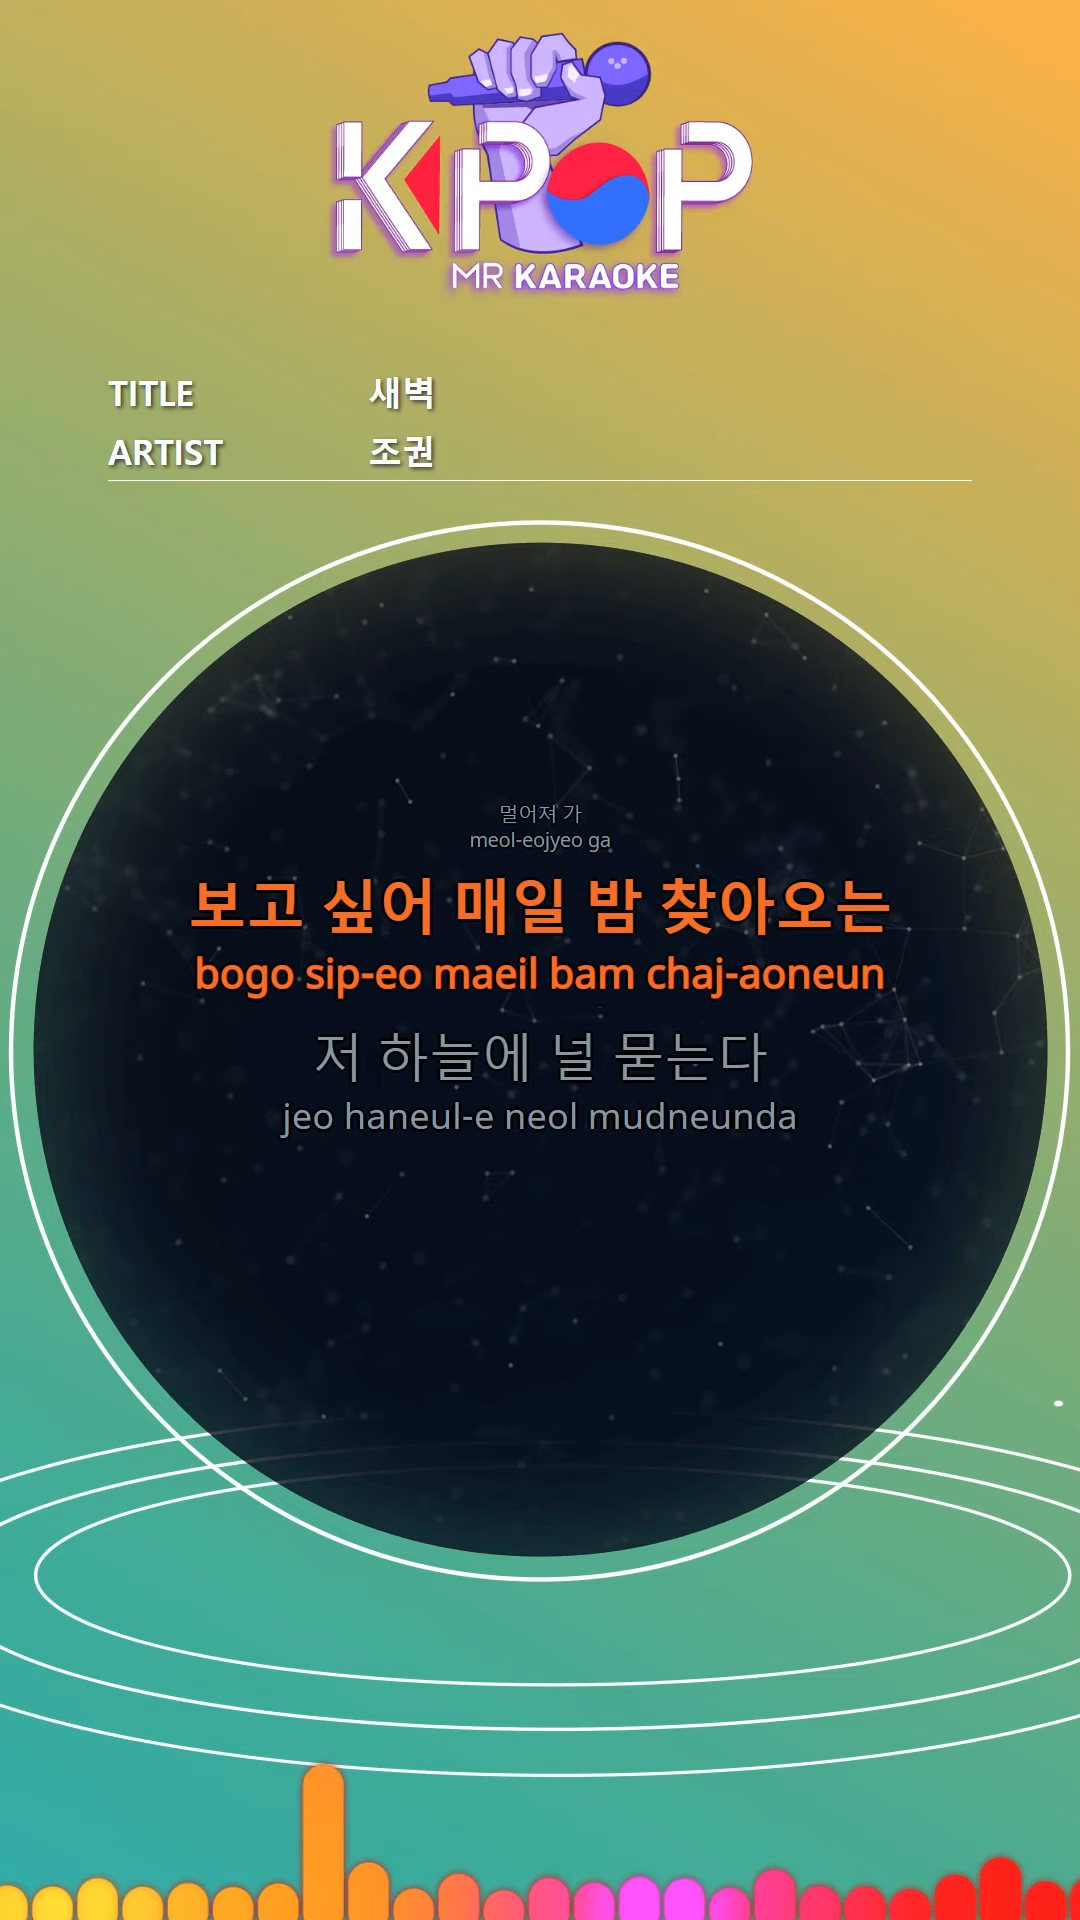 KPOP
MR KARAOKE
TITLE 새벽
ARTIST 조권
멀어져 가
meol-eojyeo ga
보고 싶어 매일 밤 찾아오는
bogo sip-eo maeil bam chaj-aoneun
저 하늘에 널 묻는다
jeo haneul-e neol mudneunda